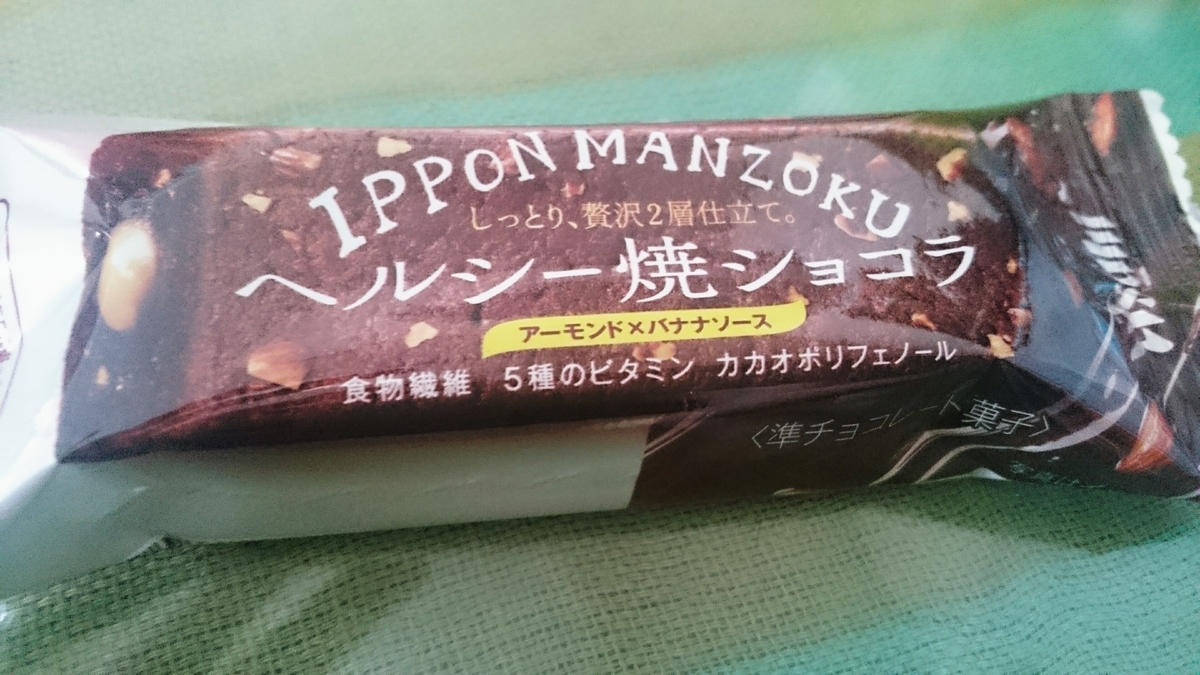 IPPON MANZOKU
しっとり、贅沢2層仕立て。
ヘルシー焼ショコラ
アーモンド×バナナソース
食物繊維 5種のビタミン カカオポリフェノール
〈準チョコレート菓子〉